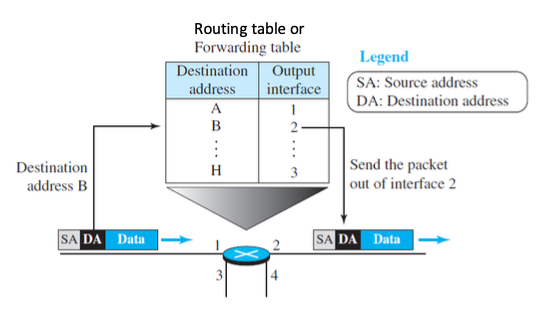 Routing table or
Forwarding table
Legend
SA: Source address
DA: Destination address
Destination address
Output interface
A
1
B
2
⋮
⋮
H
3
Destination
address B
Send the packet
out of interface 2
SA DA Data
1
2
SA DA Data
3
4